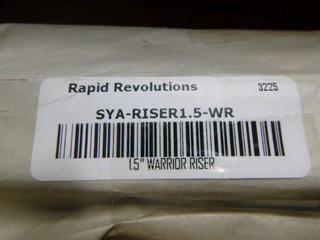 Rapid Revolutions 3225
SYA-RISER1.5-WR
1.5" WARRIOR RISER